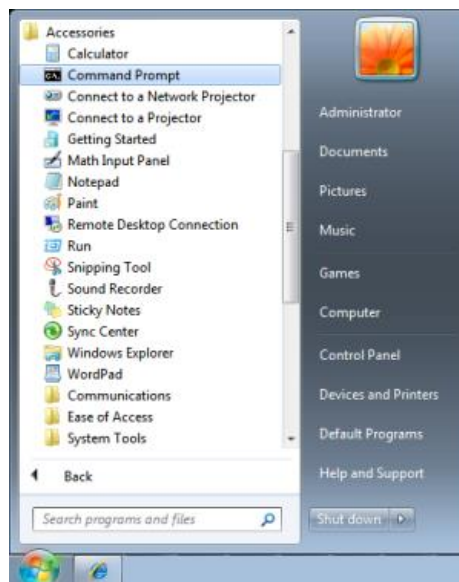 Accessories
Calculator
Command Prompt
Connect to a Network Projector
Connect to a Projector
Getting Started
Math Input Panel
Notepad
Paint
Remote Desktop Connection
Run
Snipping Tool
Sound Recorder
Sticky Notes
Sync Center
Windows Explorer
WordPad
Communications
Ease of Access
System Tools
Back
Search programs and files
Administrator
Documents
Pictures
Music
Games
Computer
Control Panel
Devices and Printers
Default Programs
Help and Support
Shut down